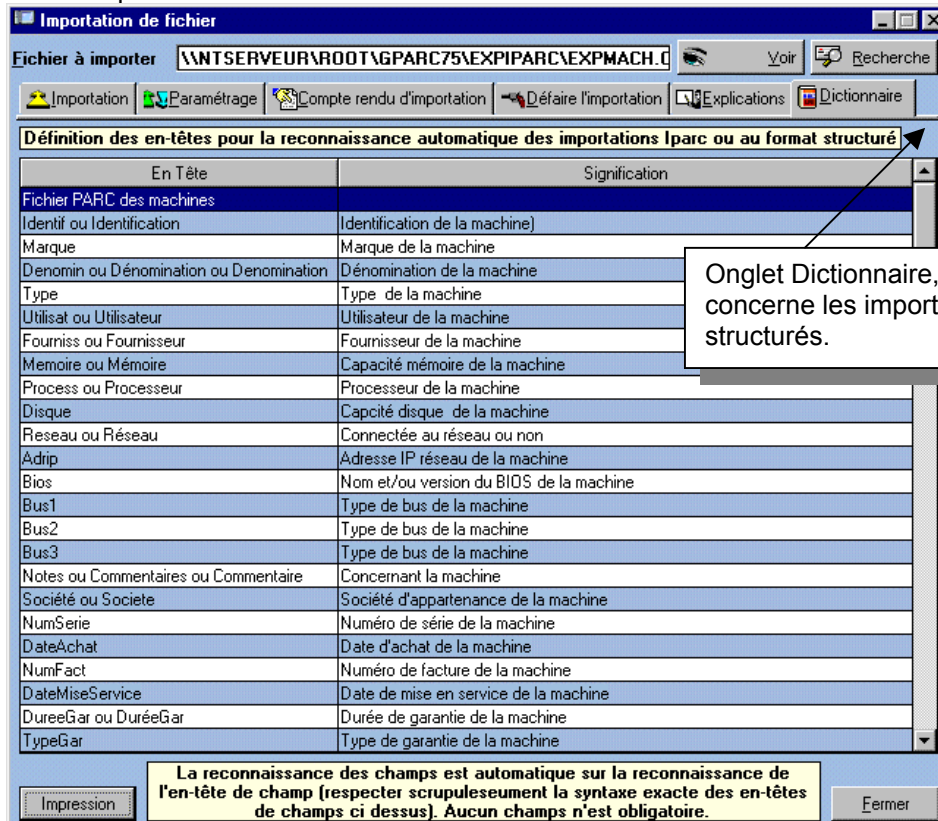 Importation de fichier
Fichier à importer \\NTSERVEUR\ROOT\GPARC75\EXPIPARC\EXPMACH. Voir Recherche
Importation Paramétrage Compte rendu d'importation Défaire l'importation Explications Dictionnaire
Définition des en-têtes pour la reconnaissance automatique des importations Iparc ou au format structuré
En Tête Signification
Fichier PARC des machines
Identif ou Identification Identification de la machine)
Marque Marque de la machine
Denomin ou Dénomination ou Denomination Dénomination de la machine
Type Type de la machine
Utilisat ou Utilisateur Utilisateur de la machine
Fourniss ou Fournisseur Fournisseur de la machine
Memoire ou Mémoire Capacité mémoire de la machine
Process ou Processeur Processeur de la machine
Disque Capcité disque de la machine
Reseau ou Réseau Connectée au réseau ou non
Adrip Adresse IP réseau de la machine
Bios Nom et/ou version du BIOS de la machine
Bus1 Type de bus de la machine
Bus2 Type de bus de la machine
Bus3 Type de bus de la machine
Notes ou Commentaires ou Commentaire Concernant la machine
Société ou Societe Société d'appartenance de la machine
NumSerie Numéro de série de la machine
DateAchat Date d'achat de la machine
NumFact Numéro de facture de la machine
DateMiseService Date de mise en service de la machine
DureeGar ou DuréeGar Durée de garantie de la machine
TypeGar Type de garantie de la machine
Onglet Dictionnaire,
concerne les import
structurés.
Impression
La reconnaissance des champs est automatique sur la reconnaissance de
l'en-tête de champ (respecter scrupuleseument la syntaxe exacte des en-têtes
de champs ci dessus). Aucun champs n'est obligatoire.
Fermer